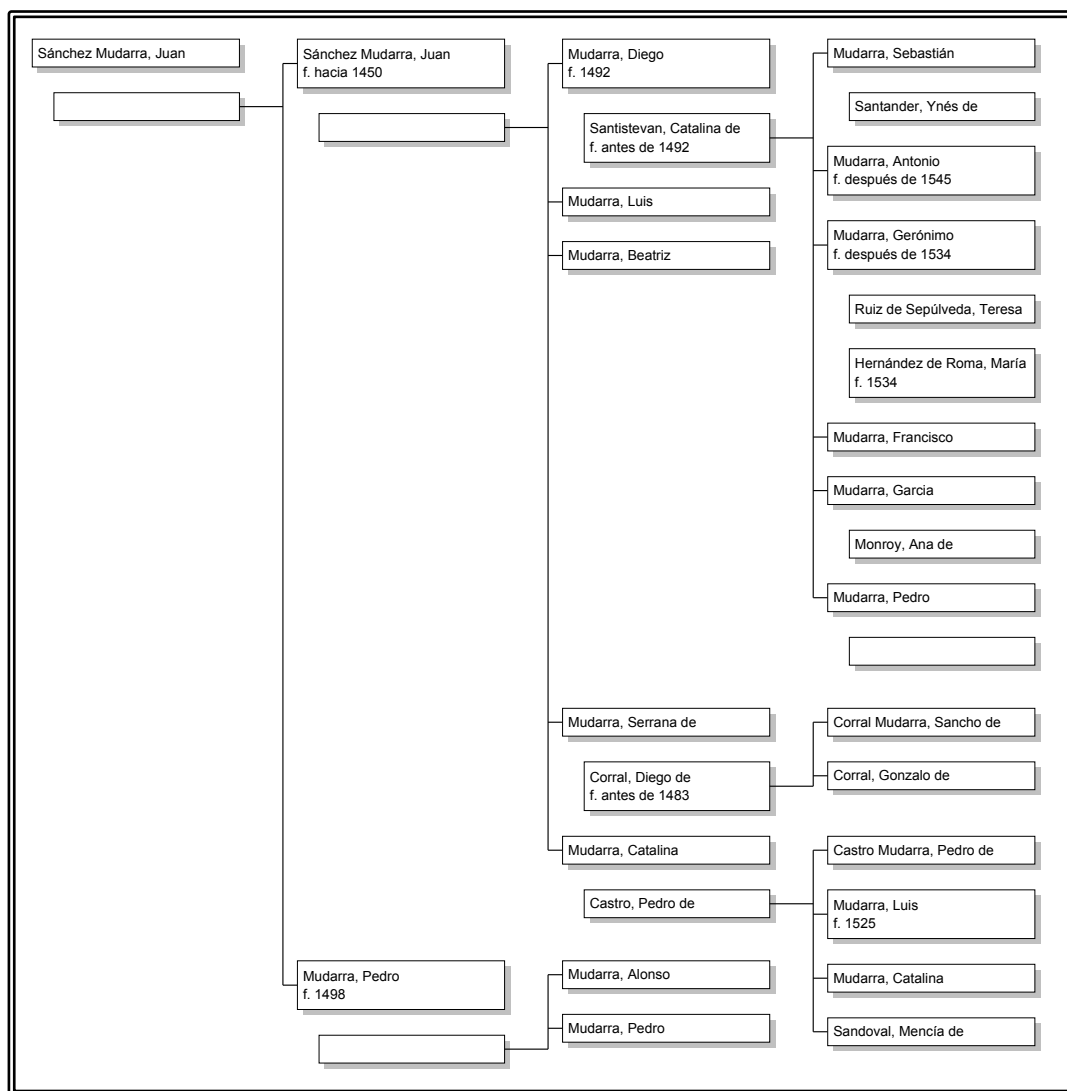 Sánchez Mudarra, Juan
Sánchez Mudarra, Juan
f. hacia 1450
Mudarra, Diego
f. 1492
Santistevan, Catalina de
f. antes de 1492
Mudarra, Sebastián
Santander, Ynés de
Mudarra, Antonio
f. después de 1545
Mudarra, Gerónimo
f. después de 1534
Ruiz de Sepúlveda, Teresa
Hernández de Roma, María
f. 1534
Mudarra, Francisco
Mudarra, Garcia
Monroy, Ana de
Mudarra, Pedro
Mudarra, Luis
Mudarra, Beatriz
Mudarra, Serrana de
Corral, Diego de
f. antes de 1483
Corral Mudarra, Sancho de
Corral, Gonzalo de
Mudarra, Catalina
Castro, Pedro de
Castro Mudarra, Pedro de
Mudarra, Luis
f. 1525
Mudarra, Catalina
Sandoval, Mencía de
Mudarra, Pedro
f. 1498
Mudarra, Alonso
Mudarra, Pedro